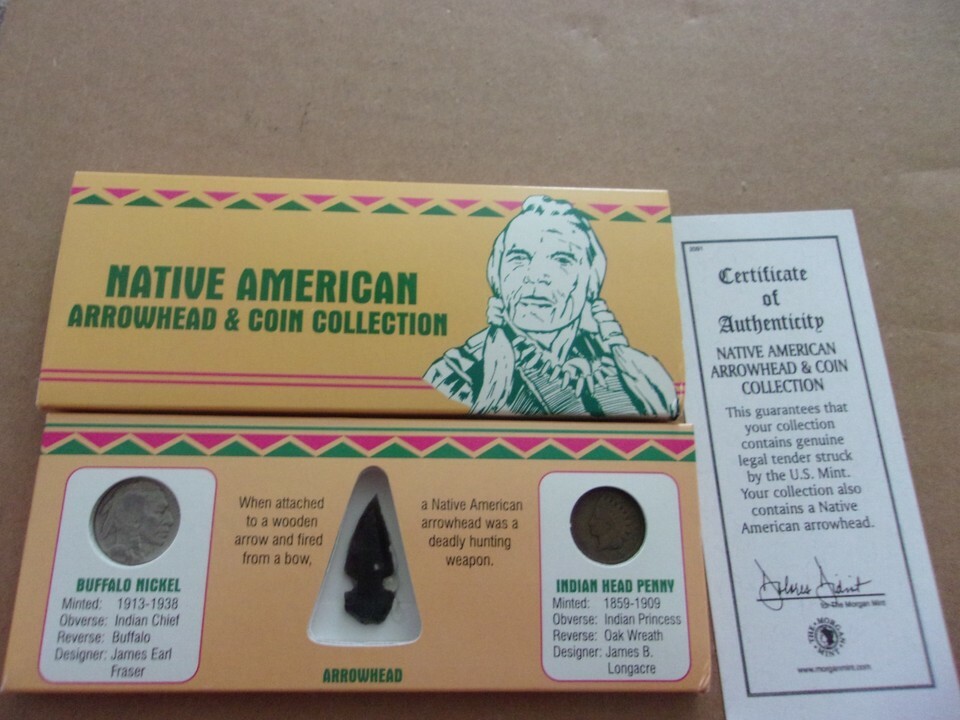 NATIVE AMERICAN
ARROWHEAD & COIN COLLECTION
BUFFALO NICKEL
Minted: 1913-1938
Obverse: Indian Chief
Reverse: Buffalo
Designer: James Earl
Fraser
When attached
to a wooden
arrow and fired
from a bow,
a Native American
arrowhead was a
deadly hunting
weapon.
ARROWHEAD
INDIAN HEAD PENNY
Minted: 1859-1909
Obverse: Indian Princess
Reverse: Oak Wreath
Designer: James B.
Longacre
Certificate
of
Authenticity
NATIVE AMERICAN
ARROWHEAD & COIN
COLLECTION
This guarantees that
your collection
contains genuine
legal tender struck
by the U.S. Mint.
Your collection also
contains a Native
American arrowhead.
for The Morgan Mint
THE MORGAN MINT
www.morganmint.com